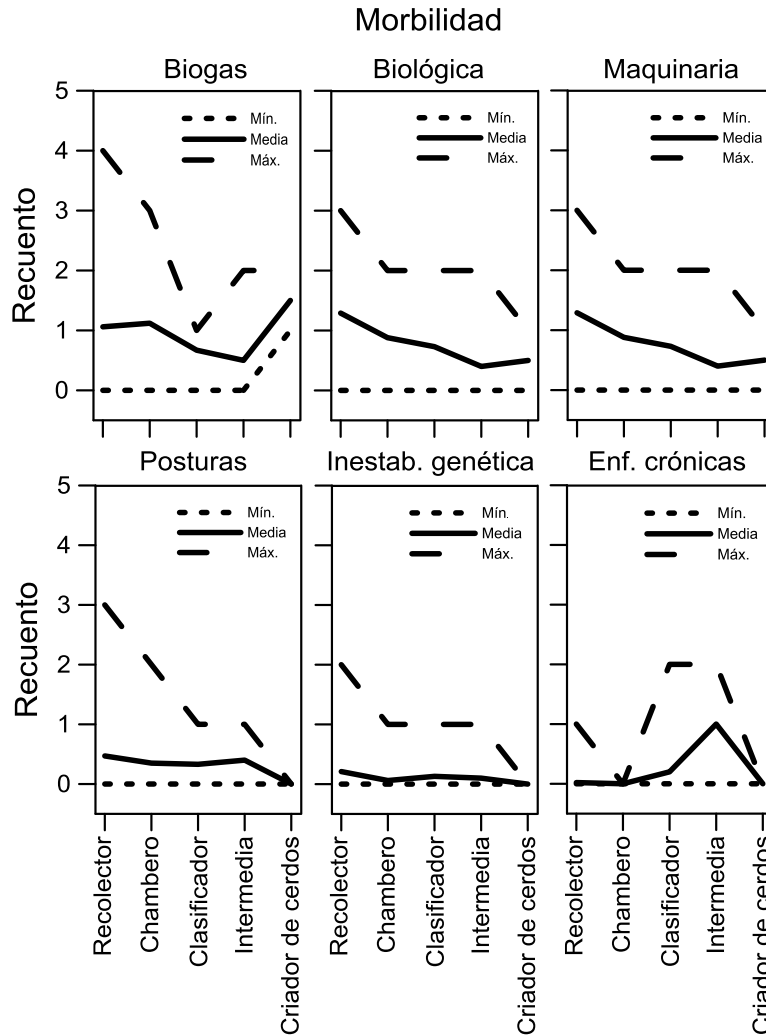 Morbilidad
Biogas
Biológica
Maquinaria
5
4
3
2
1
0
Recuento
Mín.
Media
Máx.
Mín.
Media
Máx.
Mín.
Media
Máx.
Posturas
Inestab. genética
Enf. crónicas
5
4
3
2
1
0
Recuento
Mín.
Media
Máx.
Mín.
Media
Máx.
Mín.
Media
Máx.
Recolector
Chambero
Clasificador
Intermedia
Criador de cerdos
Recolector
Chambero
Clasificador
Intermedia
Criador de cerdos
Recolector
Chambero
Clasificador
Intermedia
Criador de cerdos